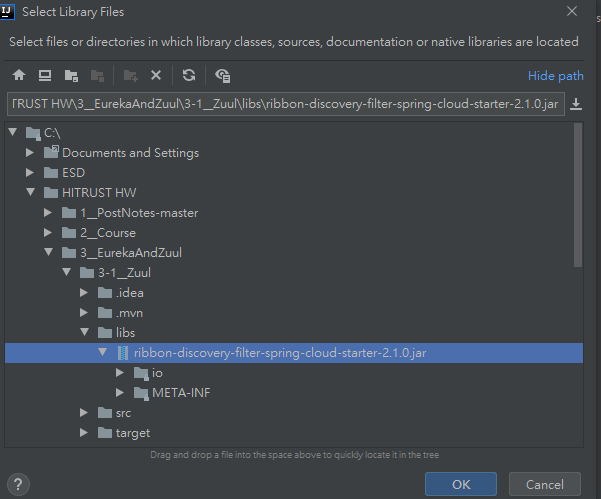 IJ
Select Library Files
Select files or directories in which library classes, sources, documentation or native libraries are located
Hide path
TRUST HW\3__EurekaAndZuul\3-1__Zuul\libs\ribbon-discovery-filter-spring-cloud-starter-2.1.0.jar
C:\
Documents and Settings
ESD
HITRUST HW
1__PostNotes-master
2__Course
3__EurekaAndZuul
3-1__Zuul
.idea
.mvn
libs
ribbon-discovery-filter-spring-cloud-starter-2.1.0.jar
io
META-INF
src
target
Drag and drop a file into the space above to quickly locate it in the tree
?
OK
Cancel